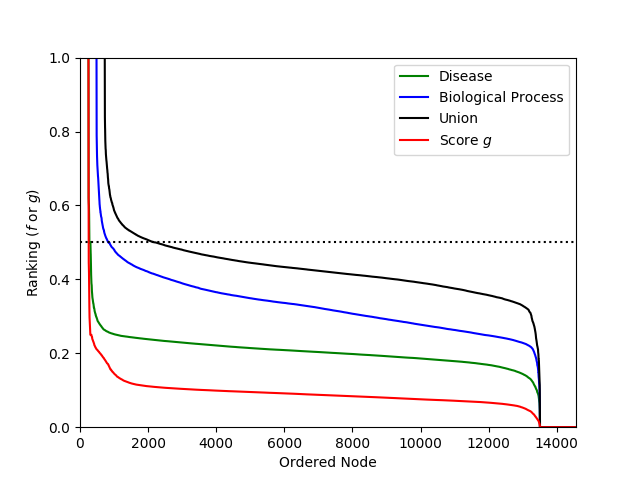 1.0
0.8
0.6
0.4
0.2
0.0
Ranking (f or g)
0
2000
4000
6000
8000
10000
12000
14000
Ordered Node
Disease
Biological Process
Union
Score g